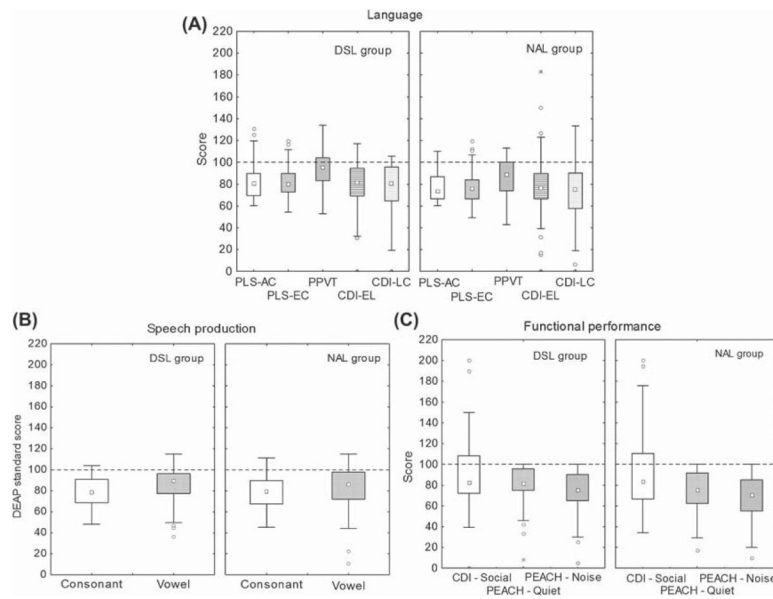 Language
(A)
DSL group
NAL group
Score
220
200
180
160
140
120
100
80
60
40
20
0
PLS-AC
PLS-EC
PPVT
CDI-EL
CDI-LC
PLS-AC
PLS-EC
PPVT
CDI-EL
CDI-LC
(B)
Speech production
DSL group
NAL group
DEAP standard score
220
200
180
160
140
120
100
80
60
40
20
0
Consonant
Vowel
Consonant
Vowel
(C)
Functional performance
DSL group
NAL group
Score
220
200
180
160
140
120
100
80
60
40
20
0
CDI - Social
PEACH - Noise
PEACH - Quiet
CDI - Social
PEACH - Noise
PEACH - Quiet